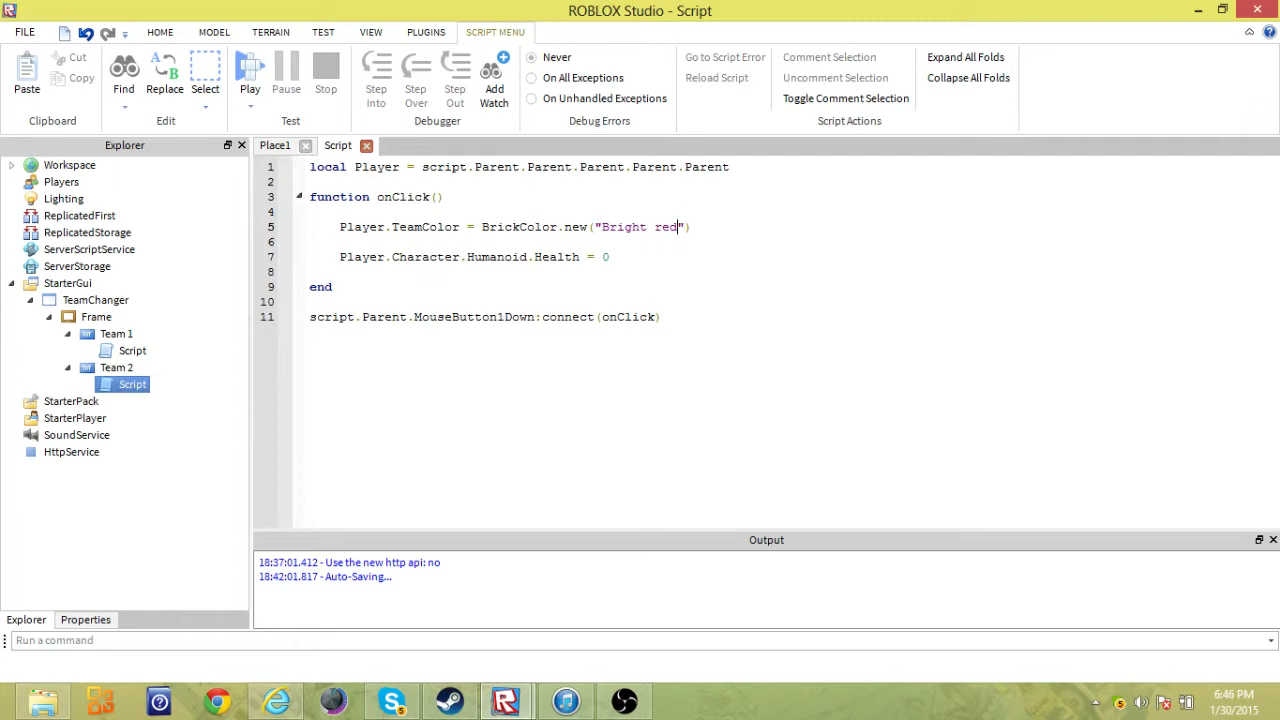 ROBLOX Studio - Script
FILE HOME MODEL TERRAIN TEST VIEW PLUGINS SCRIPT MENU
Paste
Cut
Copy
Clipboard
Find Replace Select
Edit
Play Pause Stop
Test
Step Into
Step Over
Step Out
Add Watch
Debugger
Never
On All Exceptions
On Unhandled Exceptions
Debug Errors
Go to Script Error
Reload Script
Comment Selection
Uncomment Selection
Toggle Comment Selection
Script Actions
Expand All Folds
Collapse All Folds
Explorer
Workspace
Players
Lighting
ReplicatedFirst
ReplicatedStorage
ServerScriptService
ServerStorage
StarterGui
TeamChanger
Frame
Team 1
Script
Team 2
Script
StarterPack
StarterPlayer
SoundService
HttpService
Explorer Properties
Place1 Script
1 local Player = script.Parent.Parent.Parent.Parent.Parent
2
3 function onClick()
4
5 Player.TeamColor = BrickColor.new("Bright red")
6
7 Player.Character.Humanoid.Health = 0
8
9 end
10
11 script.Parent.MouseButton1Down:connect(onClick)
Output
18:37:01.412 - Use the new http api: no
18:42:01.817 - Auto-Saving...
Run a command
6:46 PM
1/30/2015